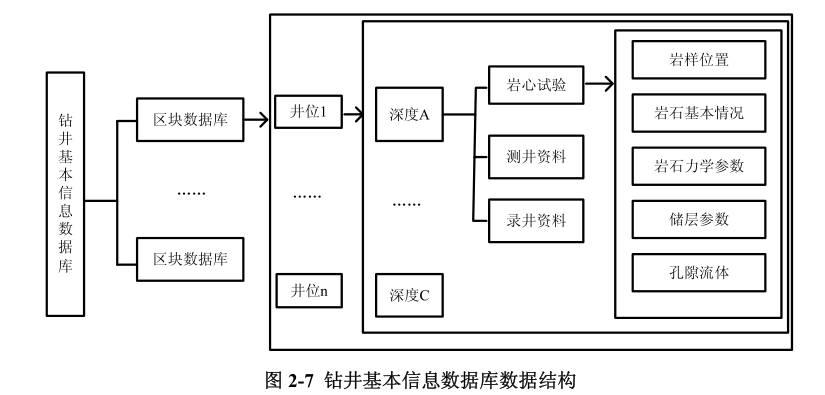 钻井基本信息数据库
区块数据库
……
区块数据库
井位1
……
井位n
深度A
……
深度C
岩心试验
测井资料
录井资料
岩样位置
岩石基本情况
岩石力学参数
储层参数
孔隙流体
图 2-7 钻井基本信息数据库数据结构